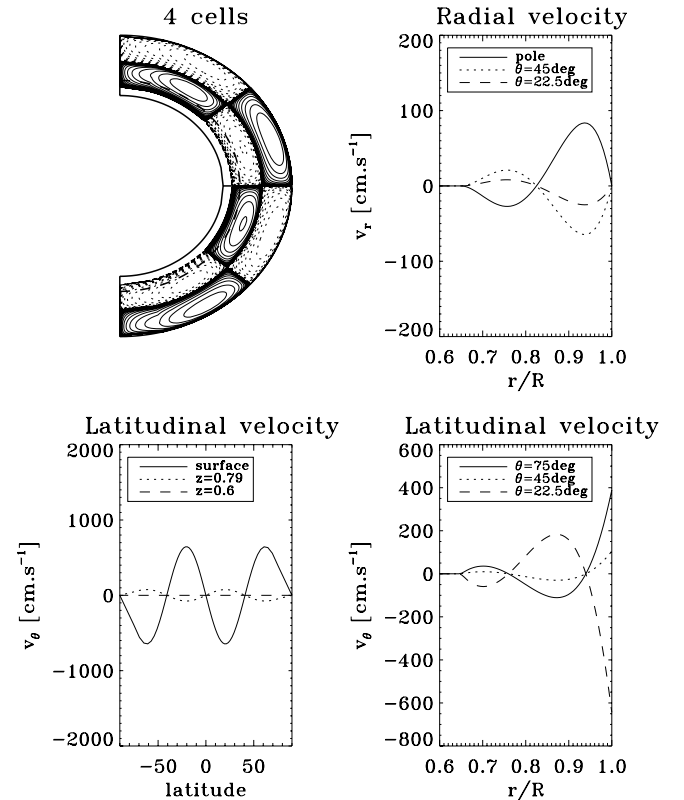 4 cells
Radial velocity
200
100
0
−100
−200
v_r [cm.s⁻¹]
pole
θ=45deg
θ=22.5deg
0.6 0.7 0.8 0.9 1.0
r/R
Latitudinal velocity
2000
1000
0
−1000
−2000
v_θ [cm.s⁻¹]
surface
z=0.79
z=0.6
−50 0 50
latitude
Latitudinal velocity
600
400
200
0
−200
−400
−600
−800
v_θ [cm.s⁻¹]
θ=75deg
θ=45deg
θ=22.5deg
0.6 0.7 0.8 0.9 1.0
r/R